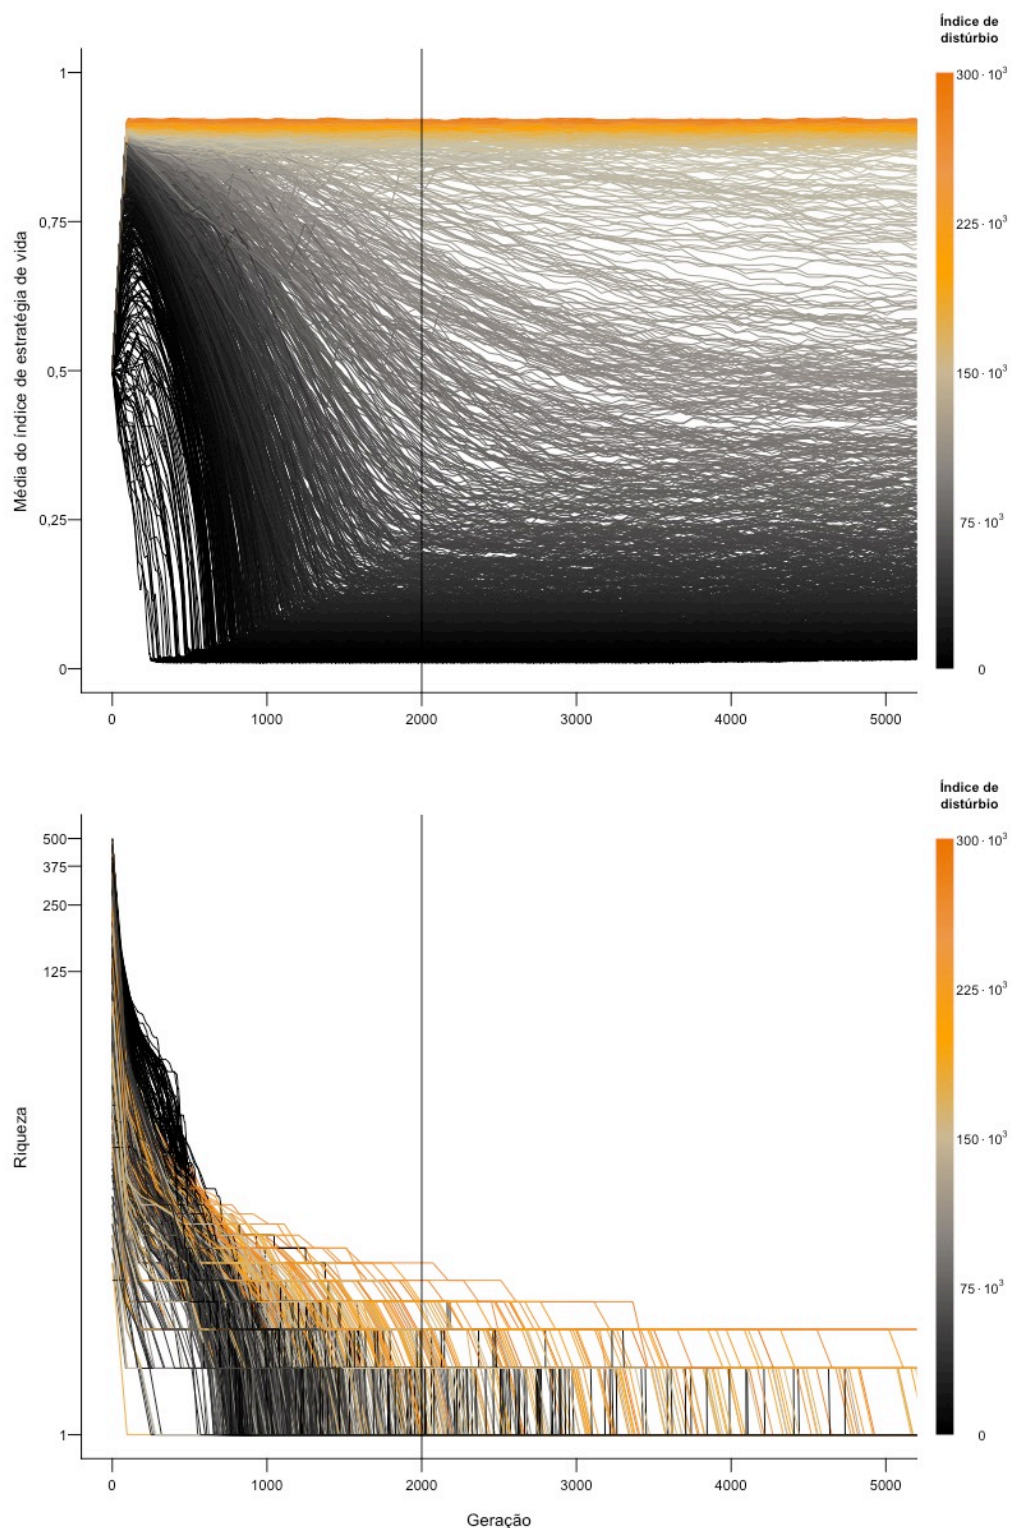 Índice de
distúrbio
1
0,75
0,5
0,25
0
Média do índice de estratégia de vida
0 1000 2000 3000 4000 5000
300 · 10³
225 · 10³
150 · 10³
75 · 10³
0
Índice de
distúrbio
500
375
250
125
1
Riqueza
0 1000 2000 3000 4000 5000
Geração
300 · 10³
225 · 10³
150 · 10³
75 · 10³
0